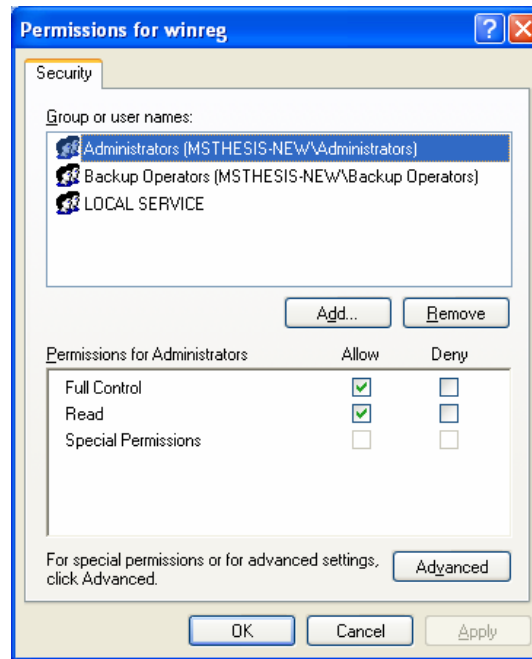 Permissions for winreg
Security
Group or user names:
Administrators (MSTHESIS-NEW\Administrators)
Backup Operators (MSTHESIS-NEW\Backup Operators)
LOCAL SERVICE
Add... Remove
Permissions for Administrators Allow Deny
Full Control
Read
Special Permissions
For special permissions or for advanced settings,
click Advanced. Advanced
OK Cancel Apply